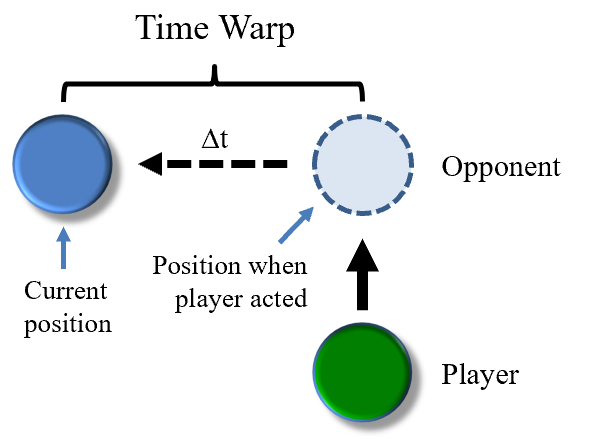 Time Warp
Δt
Opponent
Position when
player acted
Current
position
Player